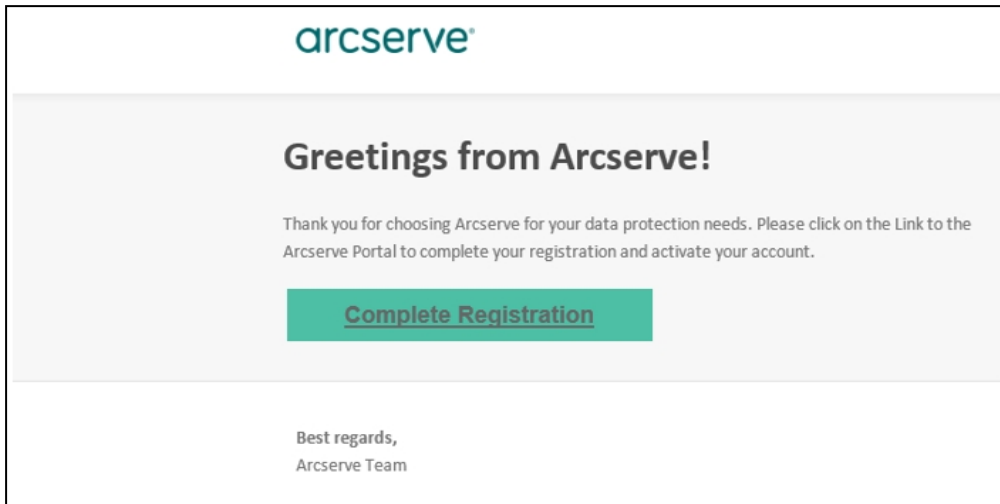 arcserve®
Greetings from Arcserve!
Thank you for choosing Arcserve for your data protection needs. Please click on the Link to the
Arcserve Portal to complete your registration and activate your account.
Complete Registration
Best regards,
Arcserve Team